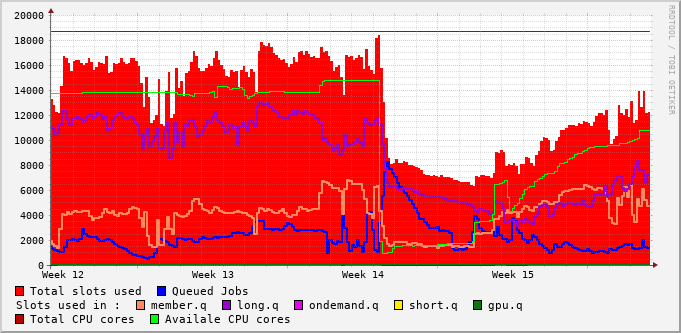 20000
18000
16000
14000
12000
10000
8000
6000
4000
2000
0
Week 12 Week 13 Week 14 Week 15
RRDTOOL / TOBI OETIKER
Total slots used Queued Jobs
Slots used in : member.q long.q ondemand.q short.q gpu.q
Total CPU cores Availale CPU cores